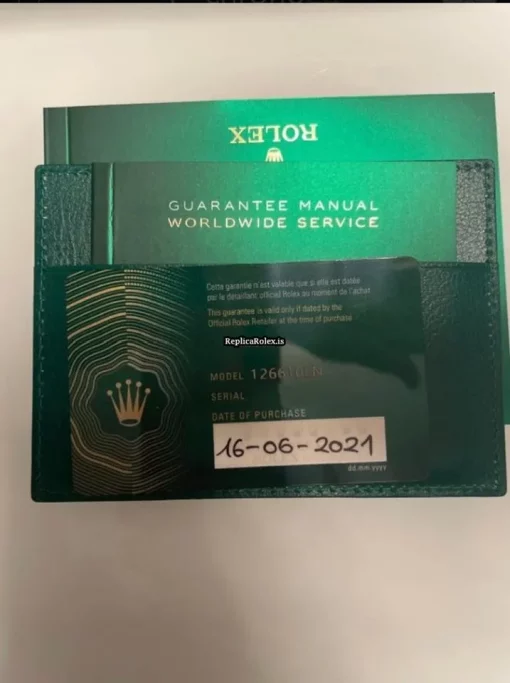 ROLEX
GUARANTEE MANUAL
WORLDWIDE SERVICE
Cette garantie n'est valable que si elle est datée
par le détaillant officiel Rolex au moment de l'achat
This guarantee is valid only if dated by the
Official Rolex Retailer at the time of purchase
ReplicaRolex.is
MODEL 126610LN
SERIAL
DATE OF PURCHASE
16-06-2021
dd mm yyyy